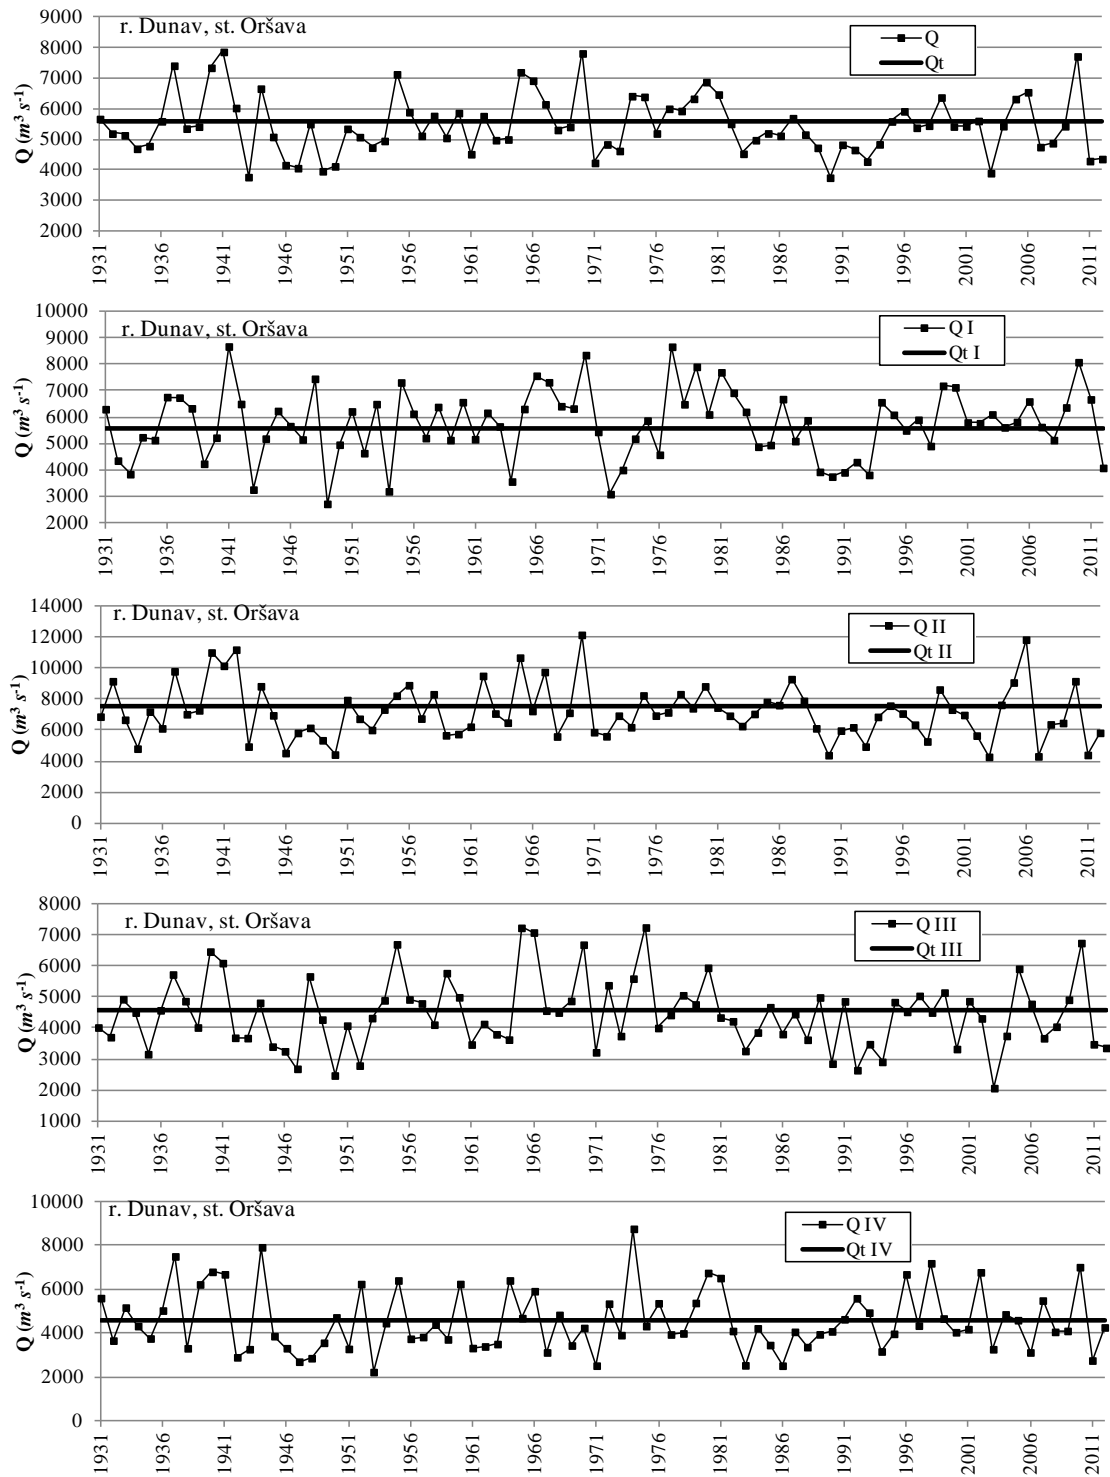 r. Dunav, st. Oršava
Q
Qt
Q (m³ s⁻¹)
9000
8000
7000
6000
5000
4000
3000
2000
1931 1936 1941 1946 1951 1956 1961 1966 1971 1976 1981 1986 1991 1996 2001 2006 2011
r. Dunav, st. Oršava
Q I
Qt I
Q (m³ s⁻¹)
10000
9000
8000
7000
6000
5000
4000
3000
2000
1931 1936 1941 1946 1951 1956 1961 1966 1971 1976 1981 1986 1991 1996 2001 2006 2011
r. Dunav, st. Oršava
Q II
Qt II
Q (m³ s⁻¹)
14000
12000
10000
8000
6000
4000
2000
0
1931 1936 1941 1946 1951 1956 1961 1966 1971 1976 1981 1986 1991 1996 2001 2006 2011
r. Dunav, st. Oršava
Q III
Qt III
Q (m³ s⁻¹)
8000
7000
6000
5000
4000
3000
2000
1000
1931 1936 1941 1946 1951 1956 1961 1966 1971 1976 1981 1986 1991 1996 2001 2006 2011
r. Dunav, st. Oršava
Q IV
Qt IV
Q (m³ s⁻¹)
10000
8000
6000
4000
2000
0
1931 1936 1941 1946 1951 1956 1961 1966 1971 1976 1981 1986 1991 1996 2001 2006 2011